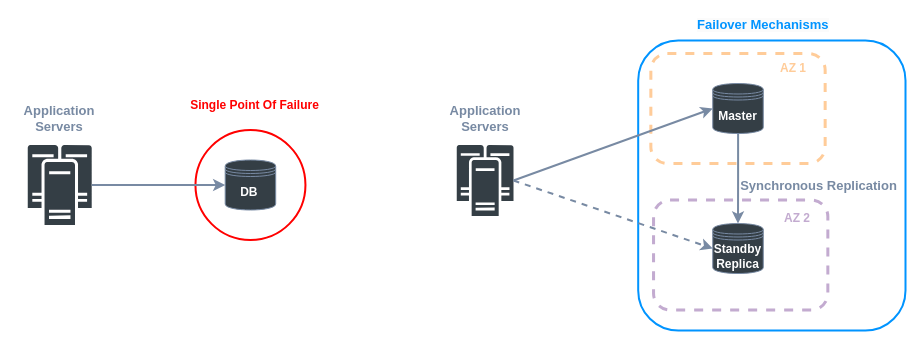 Application
Servers
Single Point Of Failure
DB
Failover Mechanisms
Application
Servers
AZ 1
Master
Synchronous Replication
AZ 2
Standby
Replica